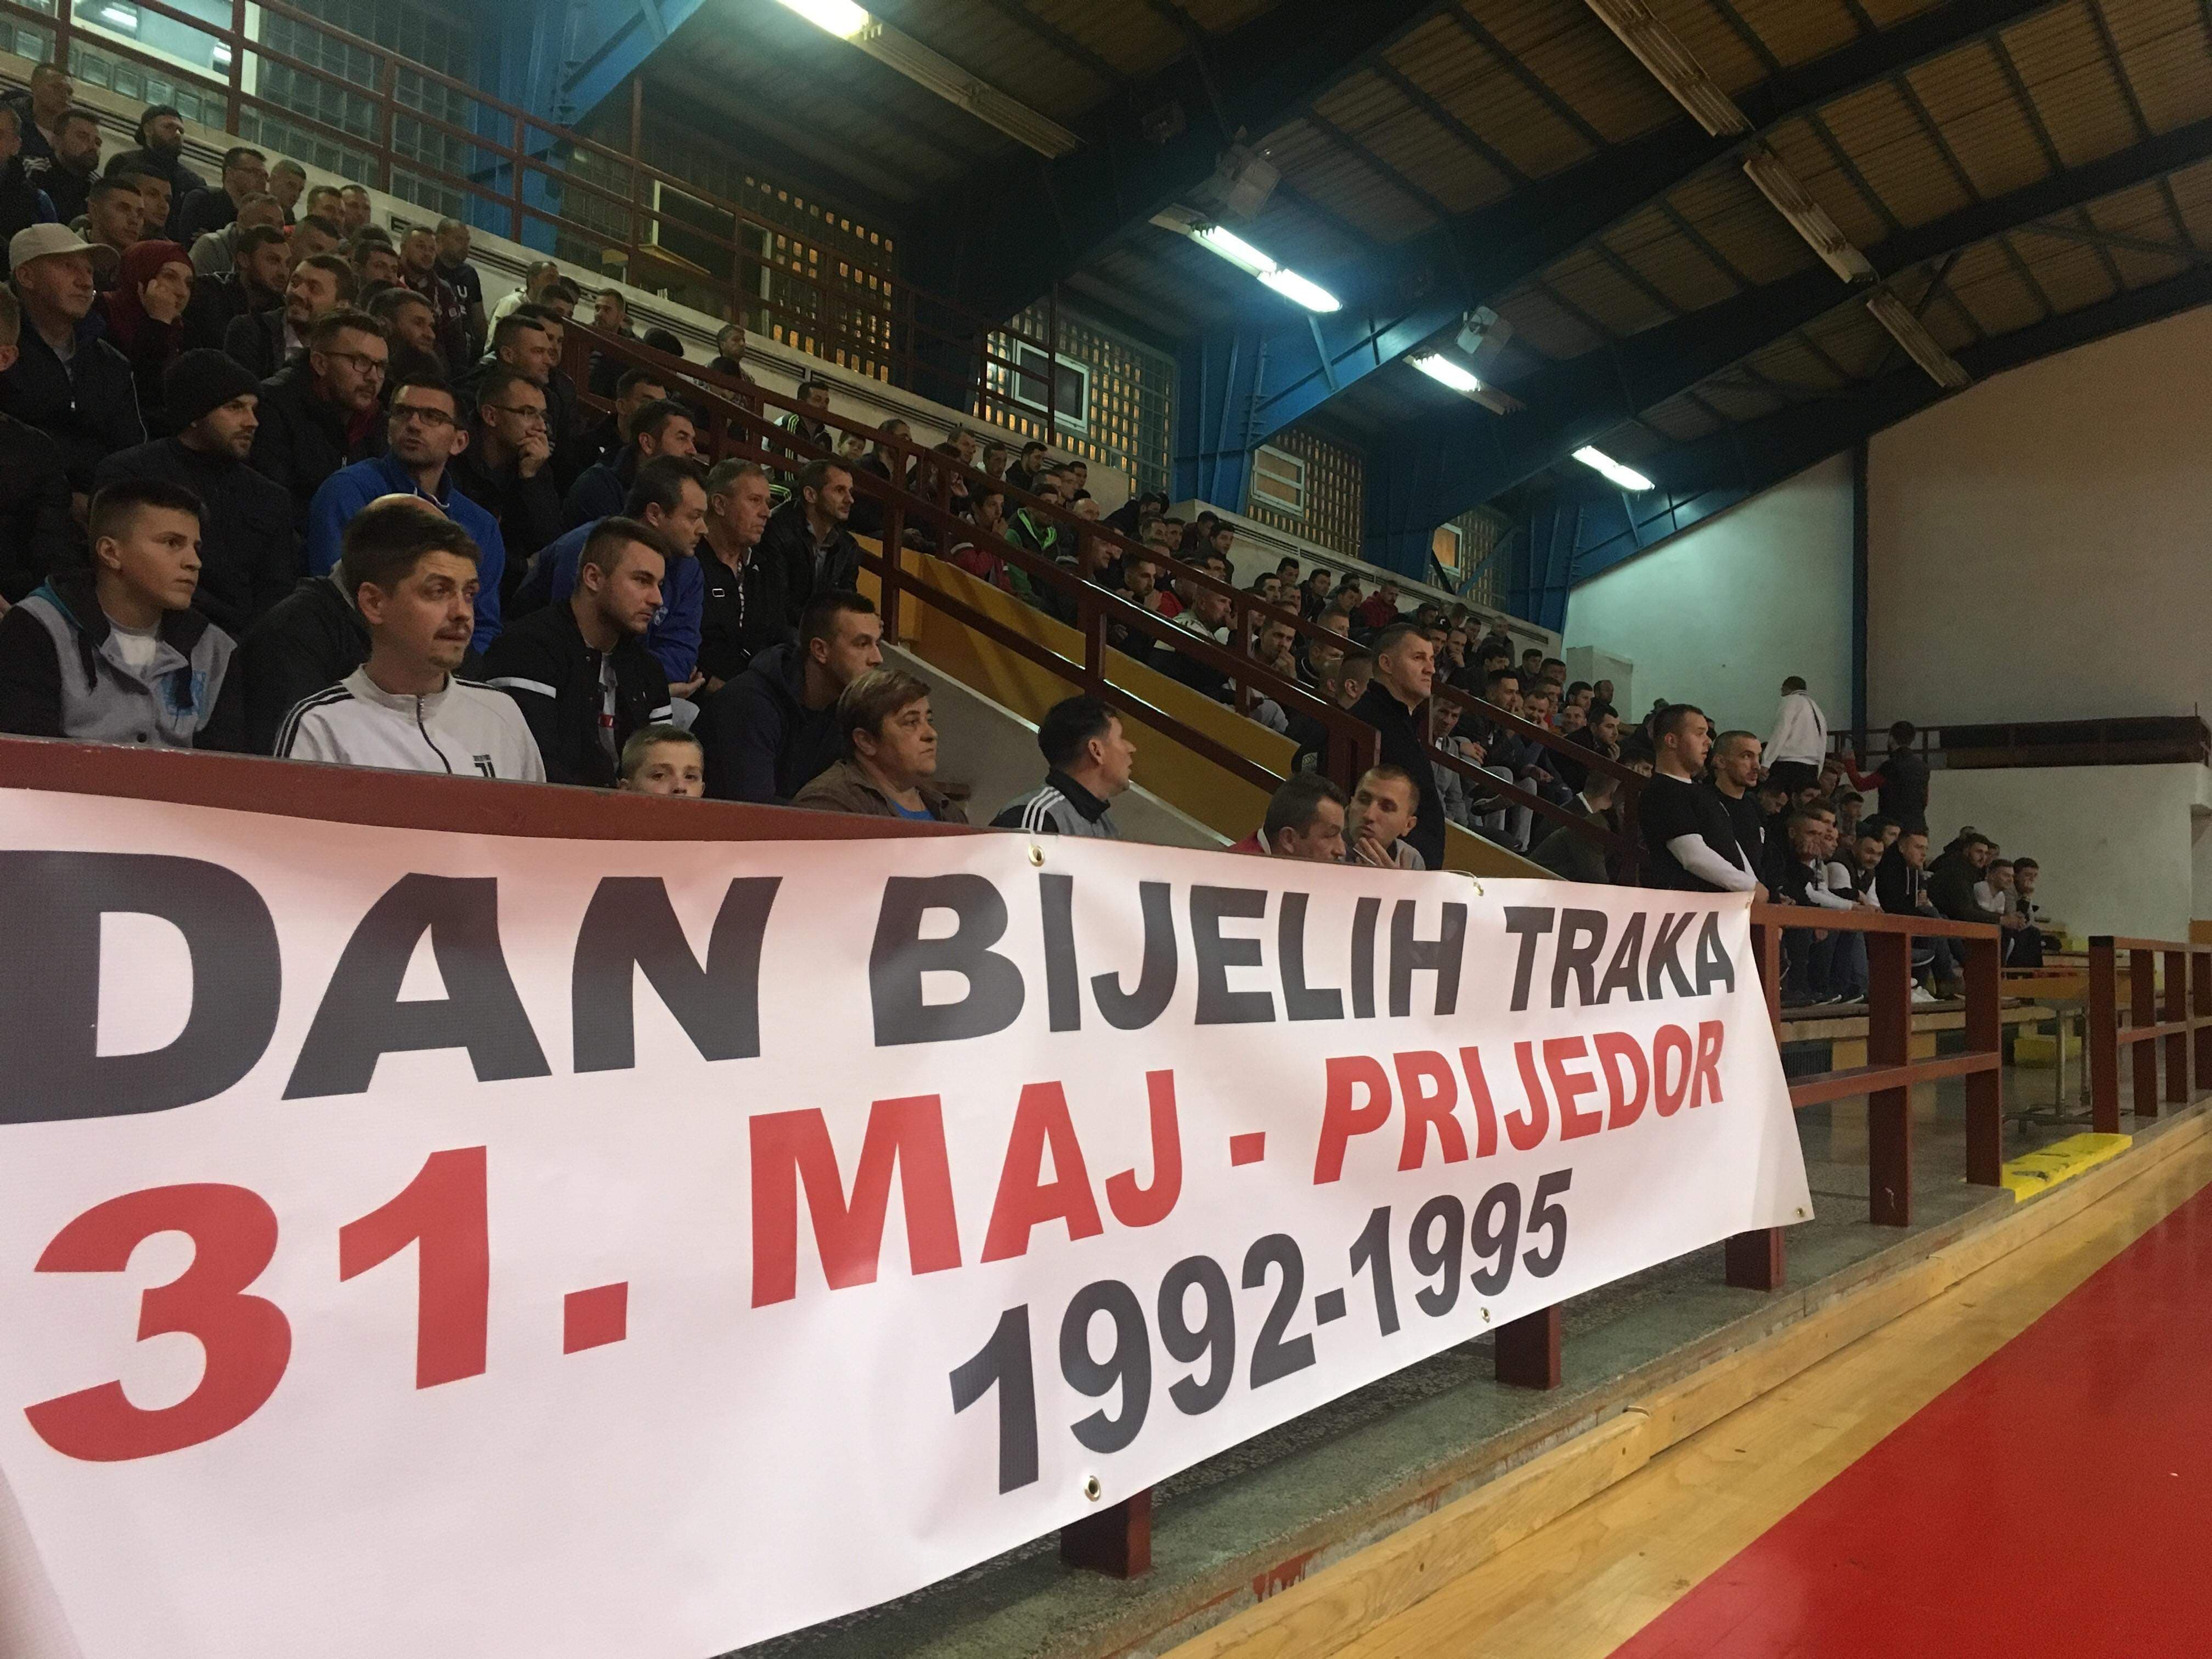 DAN BIJELIH TRAKA
31. MAJ - PRIJEDOR
1992-1995